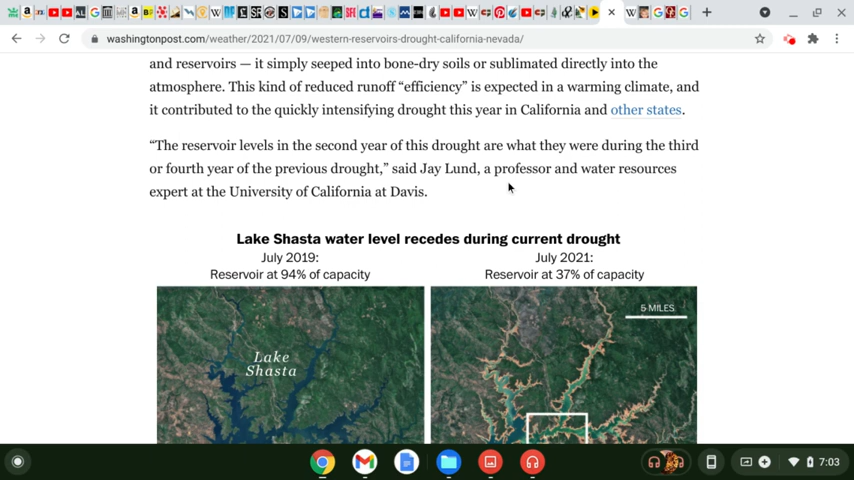 washingtonpost.com/weather/2021/07/09/western-reservoirs-drought-california-nevada/
and reservoirs — it simply seeped into bone-dry soils or sublimated directly into the
atmosphere. This kind of reduced runoff “efficiency” is expected in a warming climate, and
it contributed to the quickly intensifying drought this year in California and other states.
“The reservoir levels in the second year of this drought are what they were during the third
or fourth year of the previous drought,” said Jay Lund, a professor and water resources
expert at the University of California at Davis.
Lake Shasta water level recedes during current drought
July 2019:
Reservoir at 94% of capacity
July 2021:
Reservoir at 37% of capacity
5 MILES
Lake
Shasta
7:03